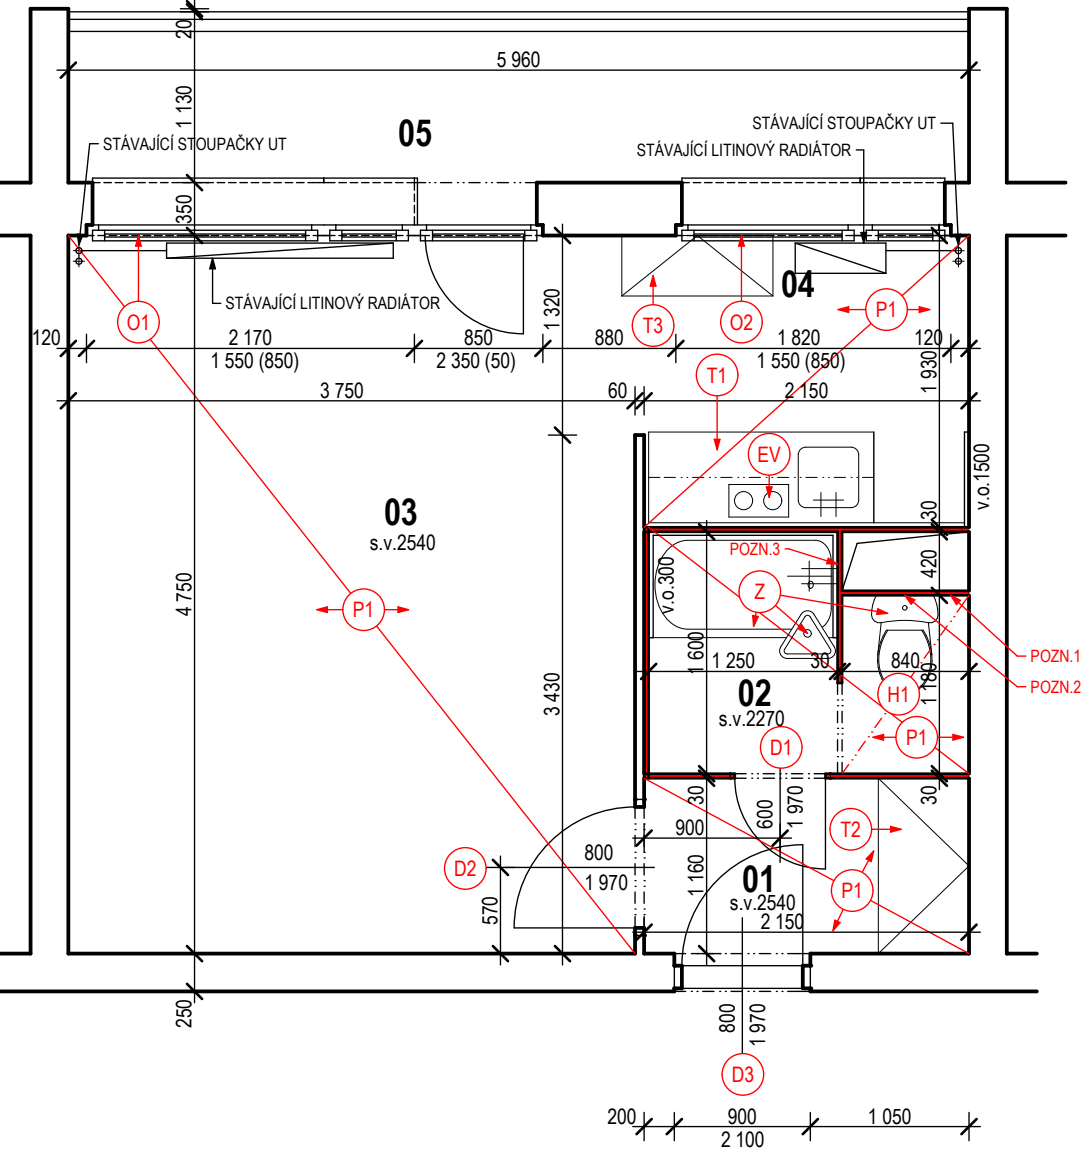 20
5 960
1 130
05
STÁVAJÍCÍ STOUPAČKY UT
STÁVAJÍCÍ STOUPAČKY UT
STÁVAJÍCÍ LITINOVÝ RADIÁTOR
350
STÁVAJÍCÍ LITINOVÝ RADIÁTOR
04
O1
T3
O2
P1
1 320
120
2 170
850
880
1 820
120
1 550 (850)
2 350 (50)
1 550 (850)
1 930
T1
3 750
60
2 150
EV
v.o.1500
03
s.v.2540
30
POZN.3
420
v.o.300
Z
4 750
P1
1 600
1 250
30
840
POZN.1
POZN.2
1 180
H1
02
s.v.2270
3 430
P1
D1
30
600
1 970
30
900
T2
D2
800
1 970
1 160
01
s.v.2540
P1
570
2 150
250
800
1 970
D3
200
900
1 050
2 100